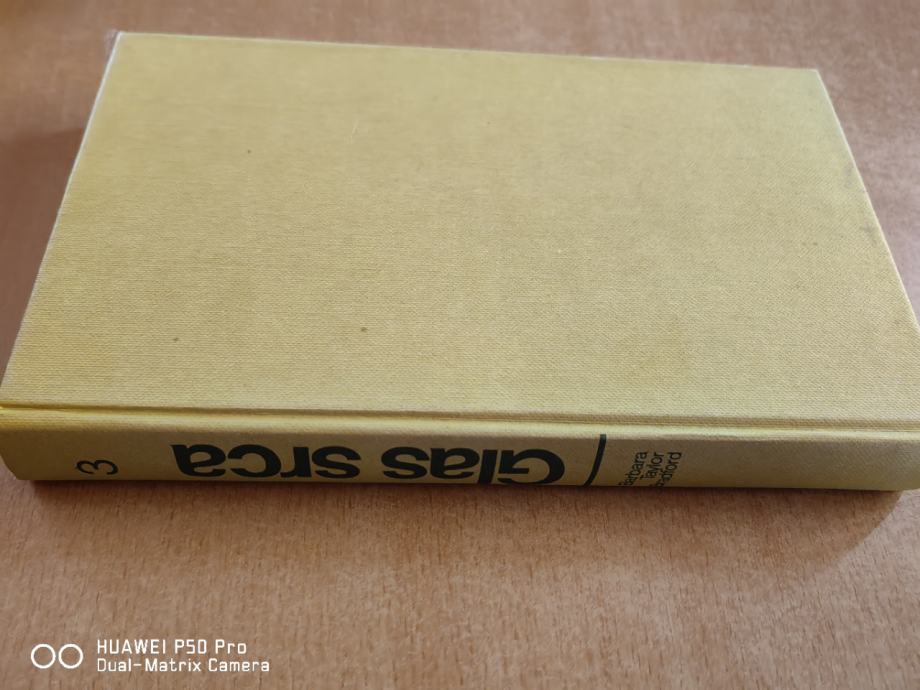 Barbara
Taylor
Bradford
Glas srca
3
HUAWEI P50 Pro
Dual-Matrix Camera